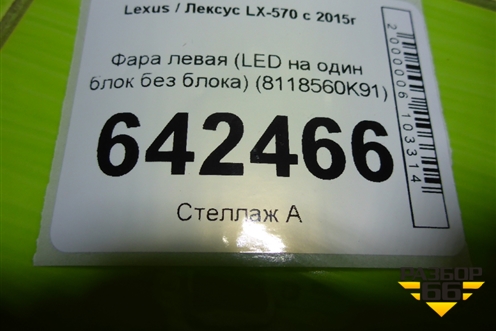 Lexus / Лексус LX-570 с 2015г
Фара левая (LED на один
блок без блока) (8118560K91)
642466
Стеллаж А
2000006103314
РАЗБОР
66